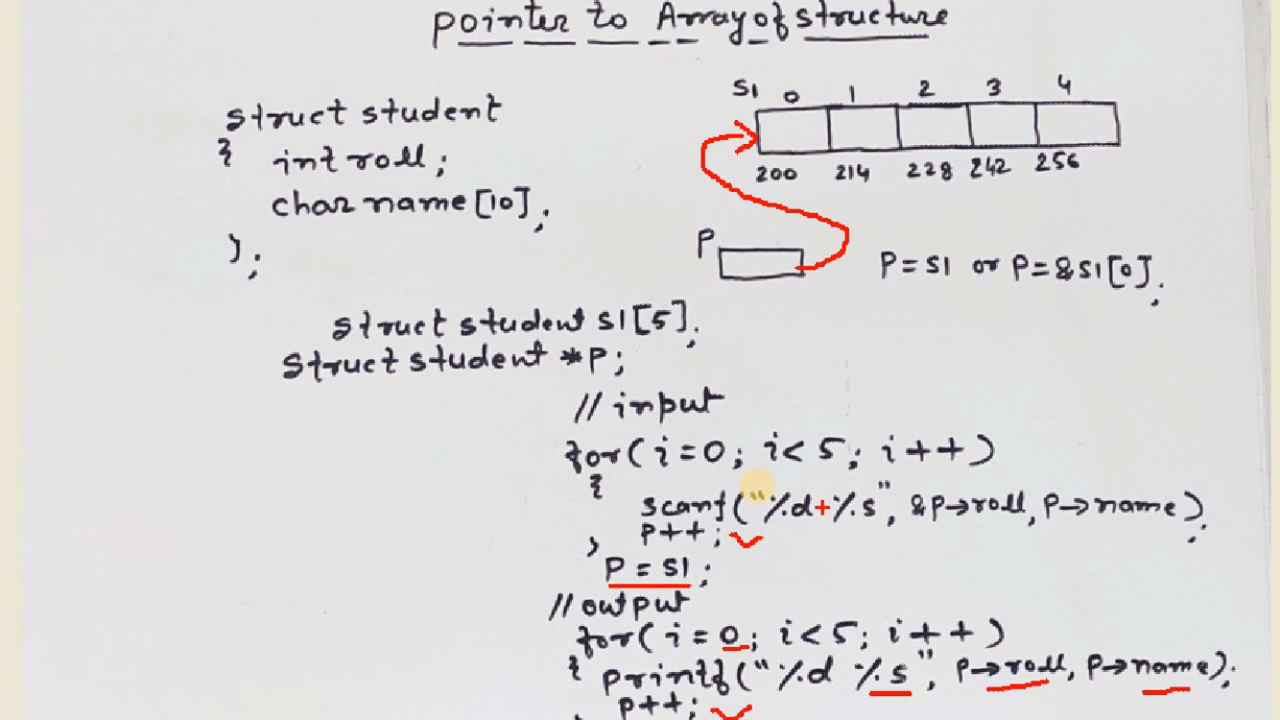 pointer to Array of structure
struct student
{ int roll;
char name[10];
};
S1 0 1 2 3 4
200 214 228 242 256
P
P=S1 or P=&S1[0];
struct student S1[5];
struct student *P;
// input
for(i=0; i<5; i++)
{
scanf("%d+%s", &P→roll, P→name);
P++;
}
P = S1;
// output
for(i=0; i<5; i++)
{ printf("%d %s", P→roll, P→name);
P++;